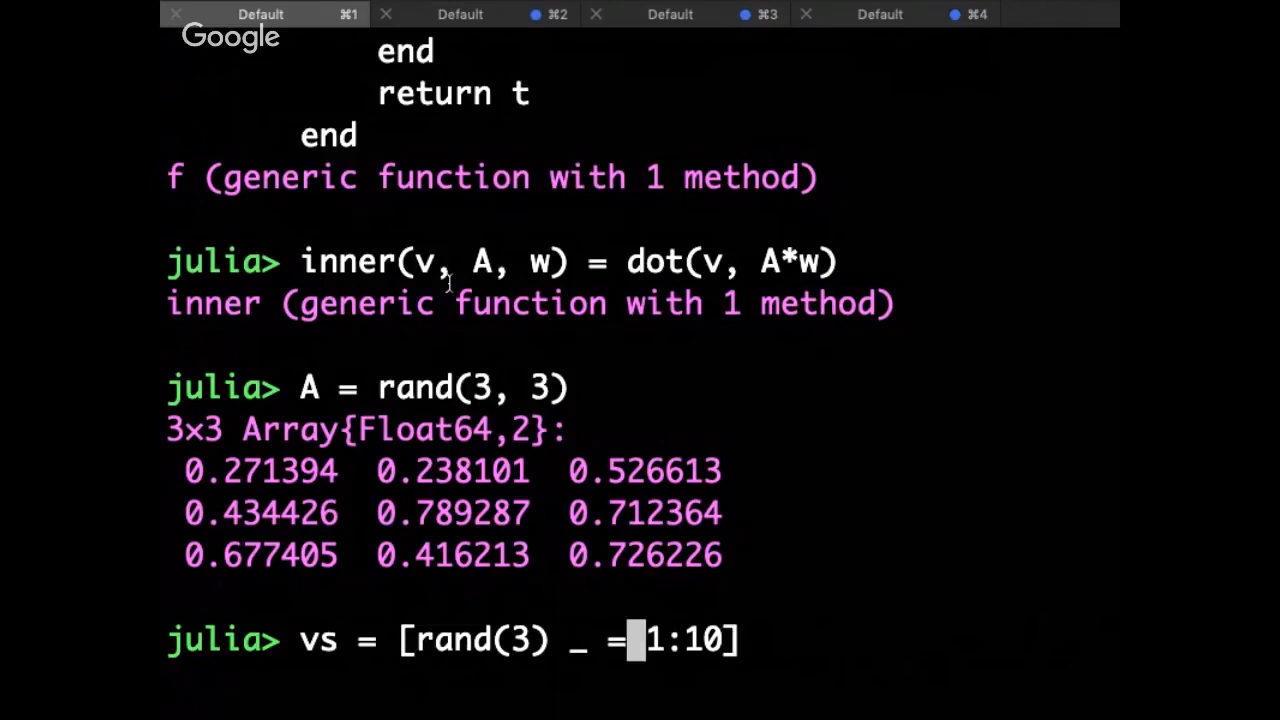 Default ⌘1 Default ⌘2 Default ⌘3 Default ⌘4
Google
end
return t
end
f (generic function with 1 method)
julia> inner(v, A, w) = dot(v, A*w)
inner (generic function with 1 method)
julia> A = rand(3, 3)
3×3 Array{Float64,2}:
0.271394 0.238101 0.526613
0.434426 0.789287 0.712364
0.677405 0.416213 0.726226
julia> vs = [rand(3) _ = 1:10]